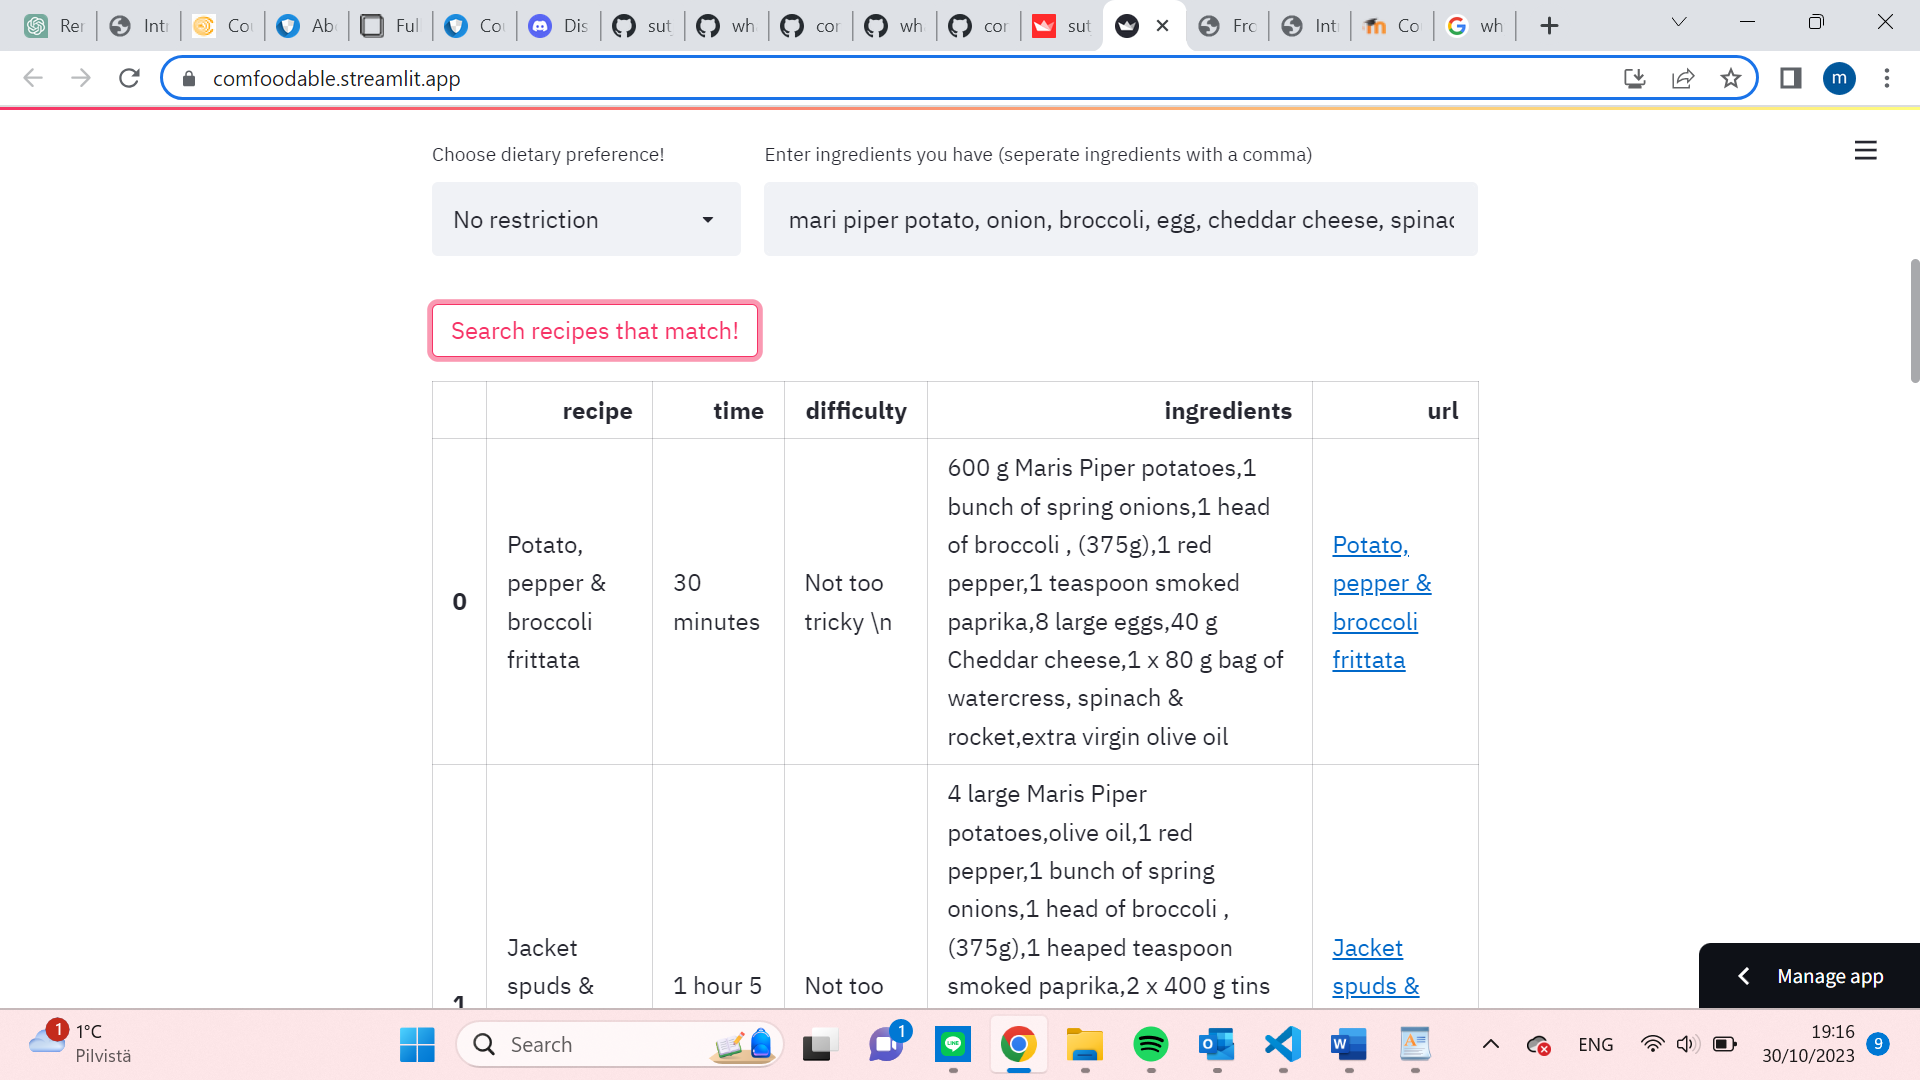 Rer
Intr
Co
Abo
Full
Cou
Dis
sut
wh
cor
wh
cor
sut
Fro
Intr
Co
wh
comfoodable.streamlit.app
m
Choose dietary preference!
Enter ingredients you have (seperate ingredients with a comma)
No restriction
mari piper potato, onion, broccoli, egg, cheddar cheese, spinac
Search recipes that match!
recipe time difficulty ingredients url
0
Potato,
pepper &
broccoli
frittata
30
minutes
Not too
tricky \n
600 g Maris Piper potatoes,1
bunch of spring onions,1 head
of broccoli , (375g),1 red
pepper,1 teaspoon smoked
paprika,8 large eggs,40 g
Cheddar cheese,1 x 80 g bag of
watercress, spinach &
rocket,extra virgin olive oil
Potato,
pepper &
broccoli
frittata
1
Jacket
spuds &
1 hour 5
Not too
4 large Maris Piper
potatoes,olive oil,1 red
pepper,1 bunch of spring
onions,1 head of broccoli ,
(375g),1 heaped teaspoon
smoked paprika,2 x 400 g tins
Jacket
spuds &
Manage app
1
1°C
Pilvistä
Search
1
LINE
ENG
19:16
30/10/2023
9